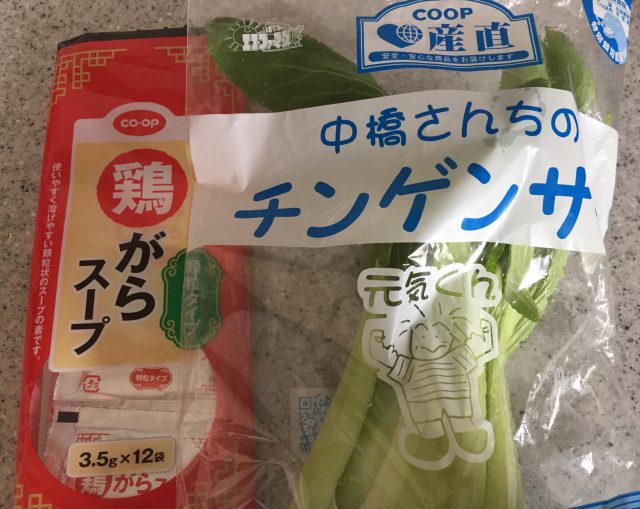 CO·OP
鶏
がら
スープ
顆粒タイプ
使いやすく溶けやすい顆粒状のスープの素です。
顆粒タイプ
3.5g×12袋
鶏がらス
COOP
産直
安全・安心な商品をお届けします
中橋さんちの
チンゲンサ
元気くん